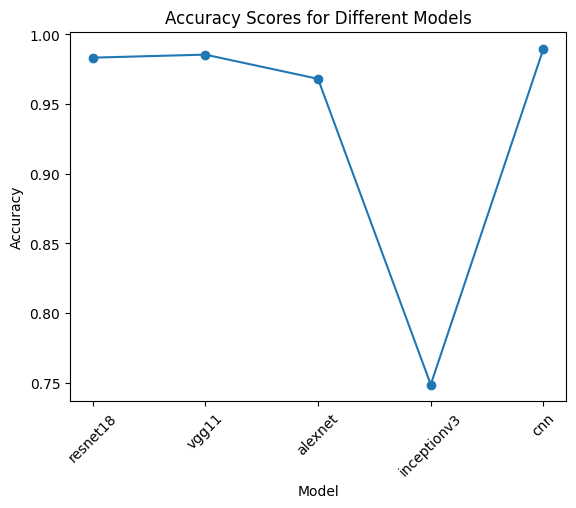 Accuracy Scores for Different Models
1.00
0.95
0.90
0.85
0.80
0.75
Accuracy
resnet18
vgg11
alexnet
inceptionv3
cnn
Model